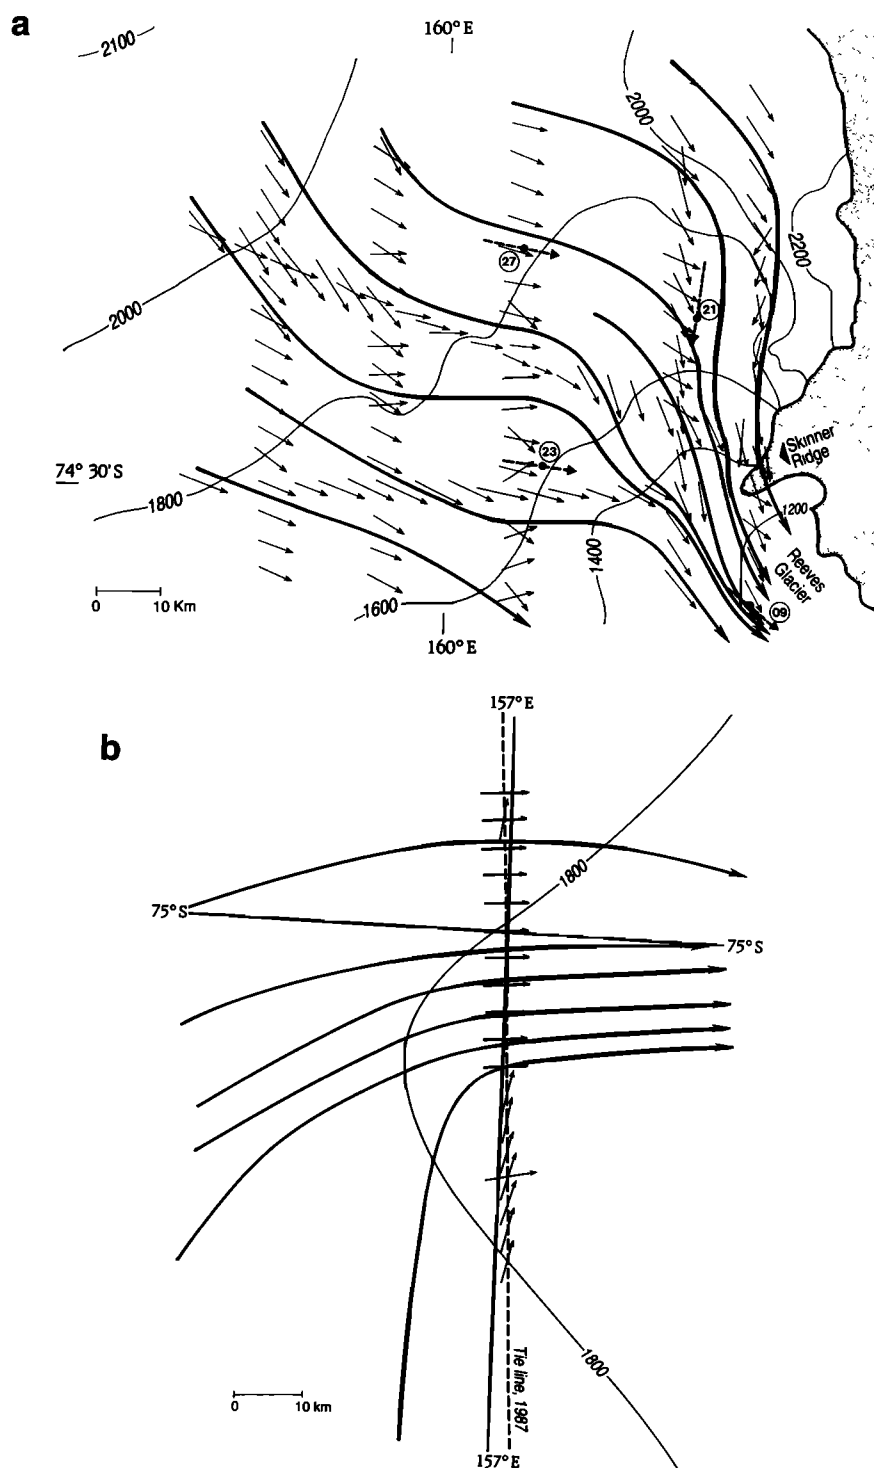 a
160° E
2100
2000
2200
27
21
2000
Skinner
Ridge
23
74° 30'S
1800
1200
1400
Reeves
Glacier
0 10 Km
1600
09
160° E
157° E
b
1800
75° S
75° S
1800
Tie line, 1987
0 10 km
157° E